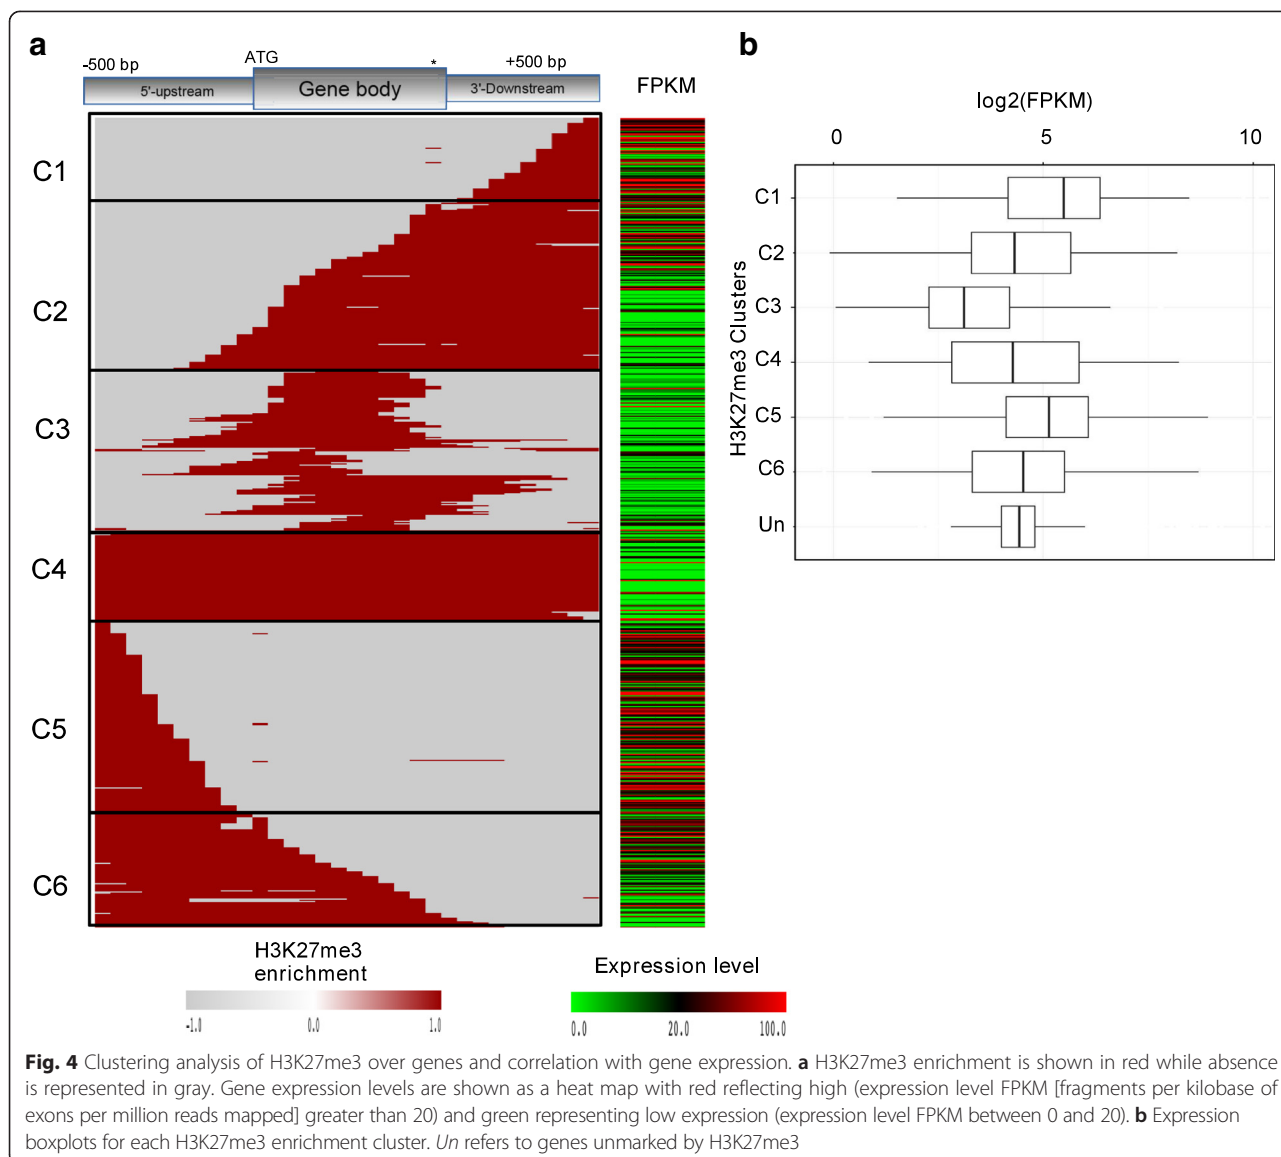 a
-500 bp
ATG
*
+500 bp
5'-upstream
Gene body
3'-Downstream
FPKM
C1
C2
C3
C4
C5
C6
H3K27me3
enrichment
-1.0
0.0
1.0
Expression level
0.0
20.0
100.0
b
log2(FPKM)
0
5
10
H3K27me3 Clusters
C1
C2
C3
C4
C5
C6
Un
Fig. 4 Clustering analysis of H3K27me3 over genes and correlation with gene expression. a H3K27me3 enrichment is shown in red while absence
is represented in gray. Gene expression levels are shown as a heat map with red reflecting high (expression level FPKM [fragments per kilobase of
exons per million reads mapped] greater than 20) and green representing low expression (expression level FPKM between 0 and 20). b Expression
boxplots for each H3K27me3 enrichment cluster. Un refers to genes unmarked by H3K27me3